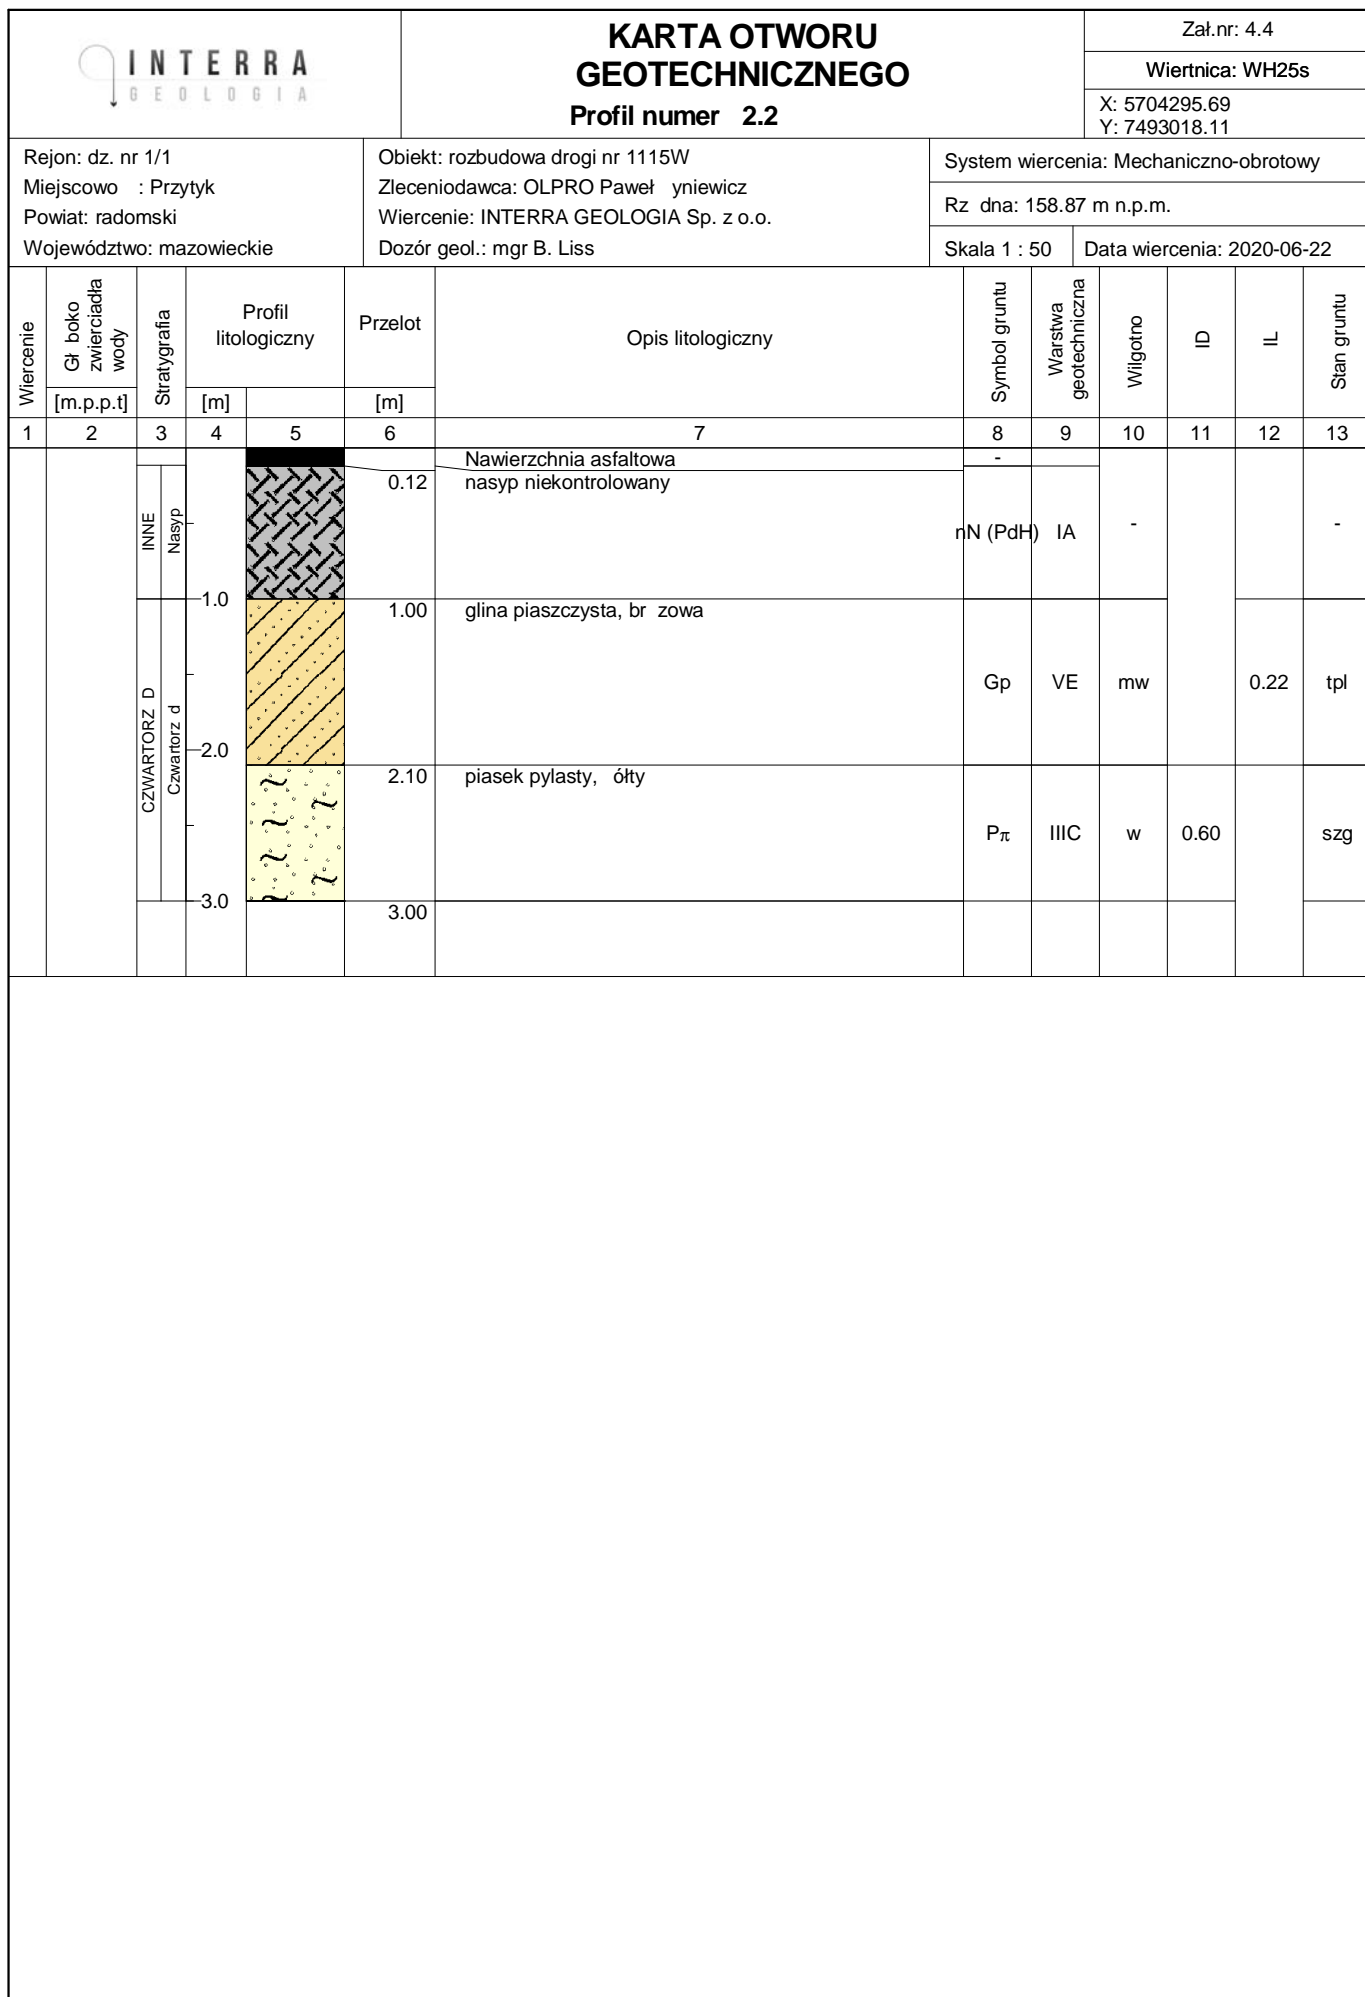 INTERRA
GEOLOGIA
KARTA OTWORU
GEOTECHNICZNEGO
Profil numer 2.2
Zał.nr: 4.4
Wiertnica: WH25s
X: 5704295.69
Y: 7493018.11
Rejon: dz. nr 1/1
Miejscowo : Przytyk
Powiat: radomski
Województwo: mazowieckie
Obiekt: rozbudowa drogi nr 1115W
Zleceniodawca: OLPRO Paweł yniewicz
Wiercenie: INTERRA GEOLOGIA Sp. z o.o.
Dozór geol.: mgr B. Liss
System wiercenia: Mechaniczno-obrotowy
Rz dna: 158.87 m n.p.m.
Skala 1 : 50
Data wiercenia: 2020-06-22
Wiercenie
Gł boko
zwierciadła
wody
[m.p.p.t]
Stratygrafia
Profil
litologiczny
[m]
Przelot
[m]
Opis litologiczny
Symbol gruntu
Warstwa
geotechniczna
Wilgotno
ID
IL
Stan gruntu
1 2 3 4 5 6 7 8 9 10 11 12 13
Nawierzchnia asfaltowa -
INNE
Nasyp
0.12 nasyp niekontrolowany
nN (PdH) IA - -
1.0 1.00 glina piaszczysta, br zowa
CZWARTORZ D
Czwartorz d
Gp VE mw 0.22 tpl
2.0
2.10 piasek pylasty, ółty
Pπ IIIC w 0.60 szg
3.0
3.00